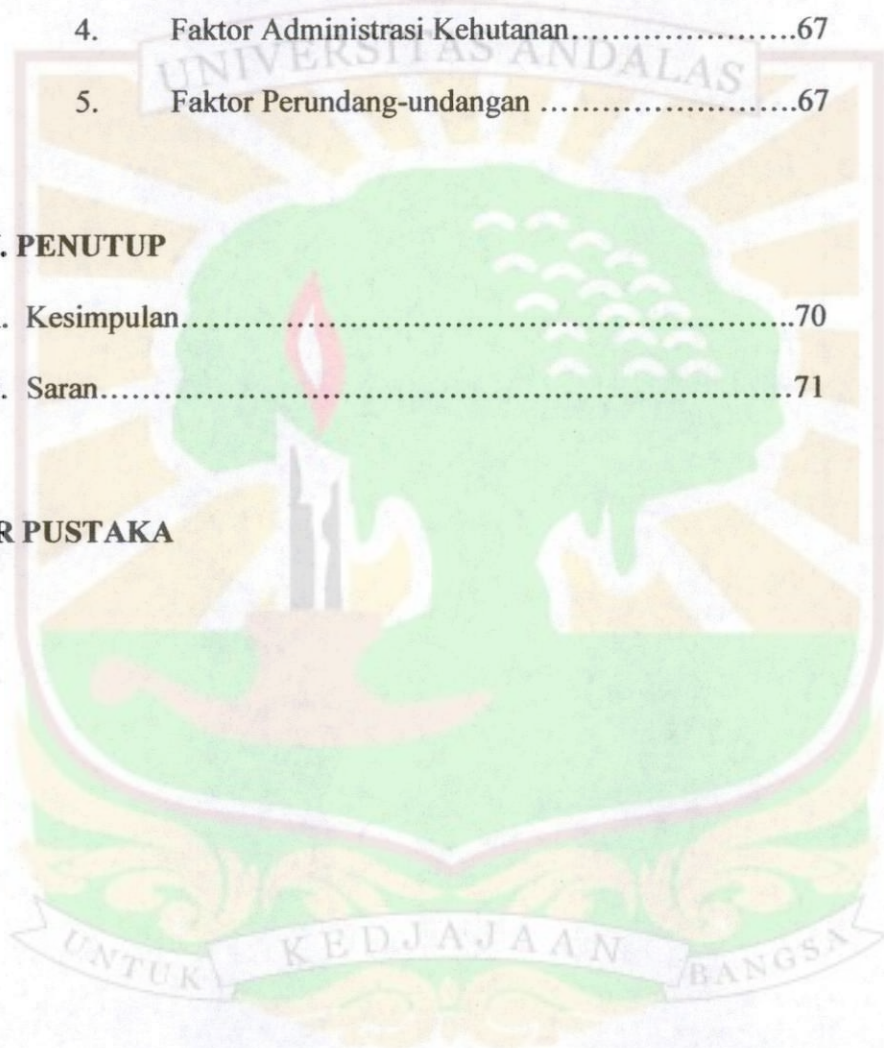 4. Faktor Administrasi Kehutanan......................67
UNIVERSITAS ANDALAS
5. Faktor Perundang-undangan .........................67
. PENUTUP
. Kesimpulan.............................................................70
. Saran.....................................................................71
R PUSTAKA
UNTUK KEDJAJAAN BANGSA